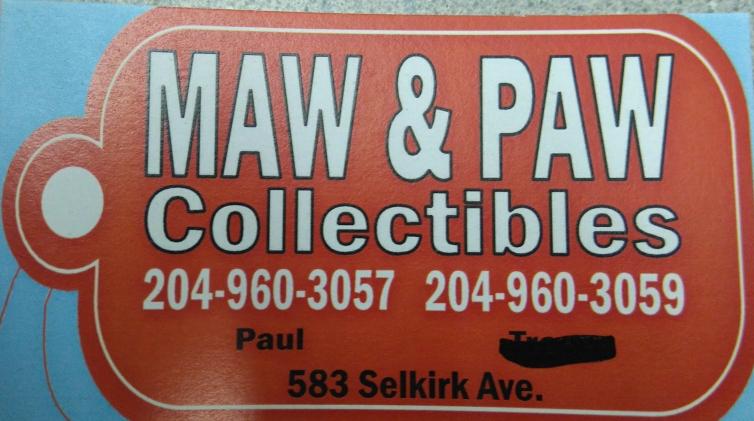 MAW & PAW
Collectibles
204-960-3057 204-960-3059
Paul
583 Selkirk Ave.